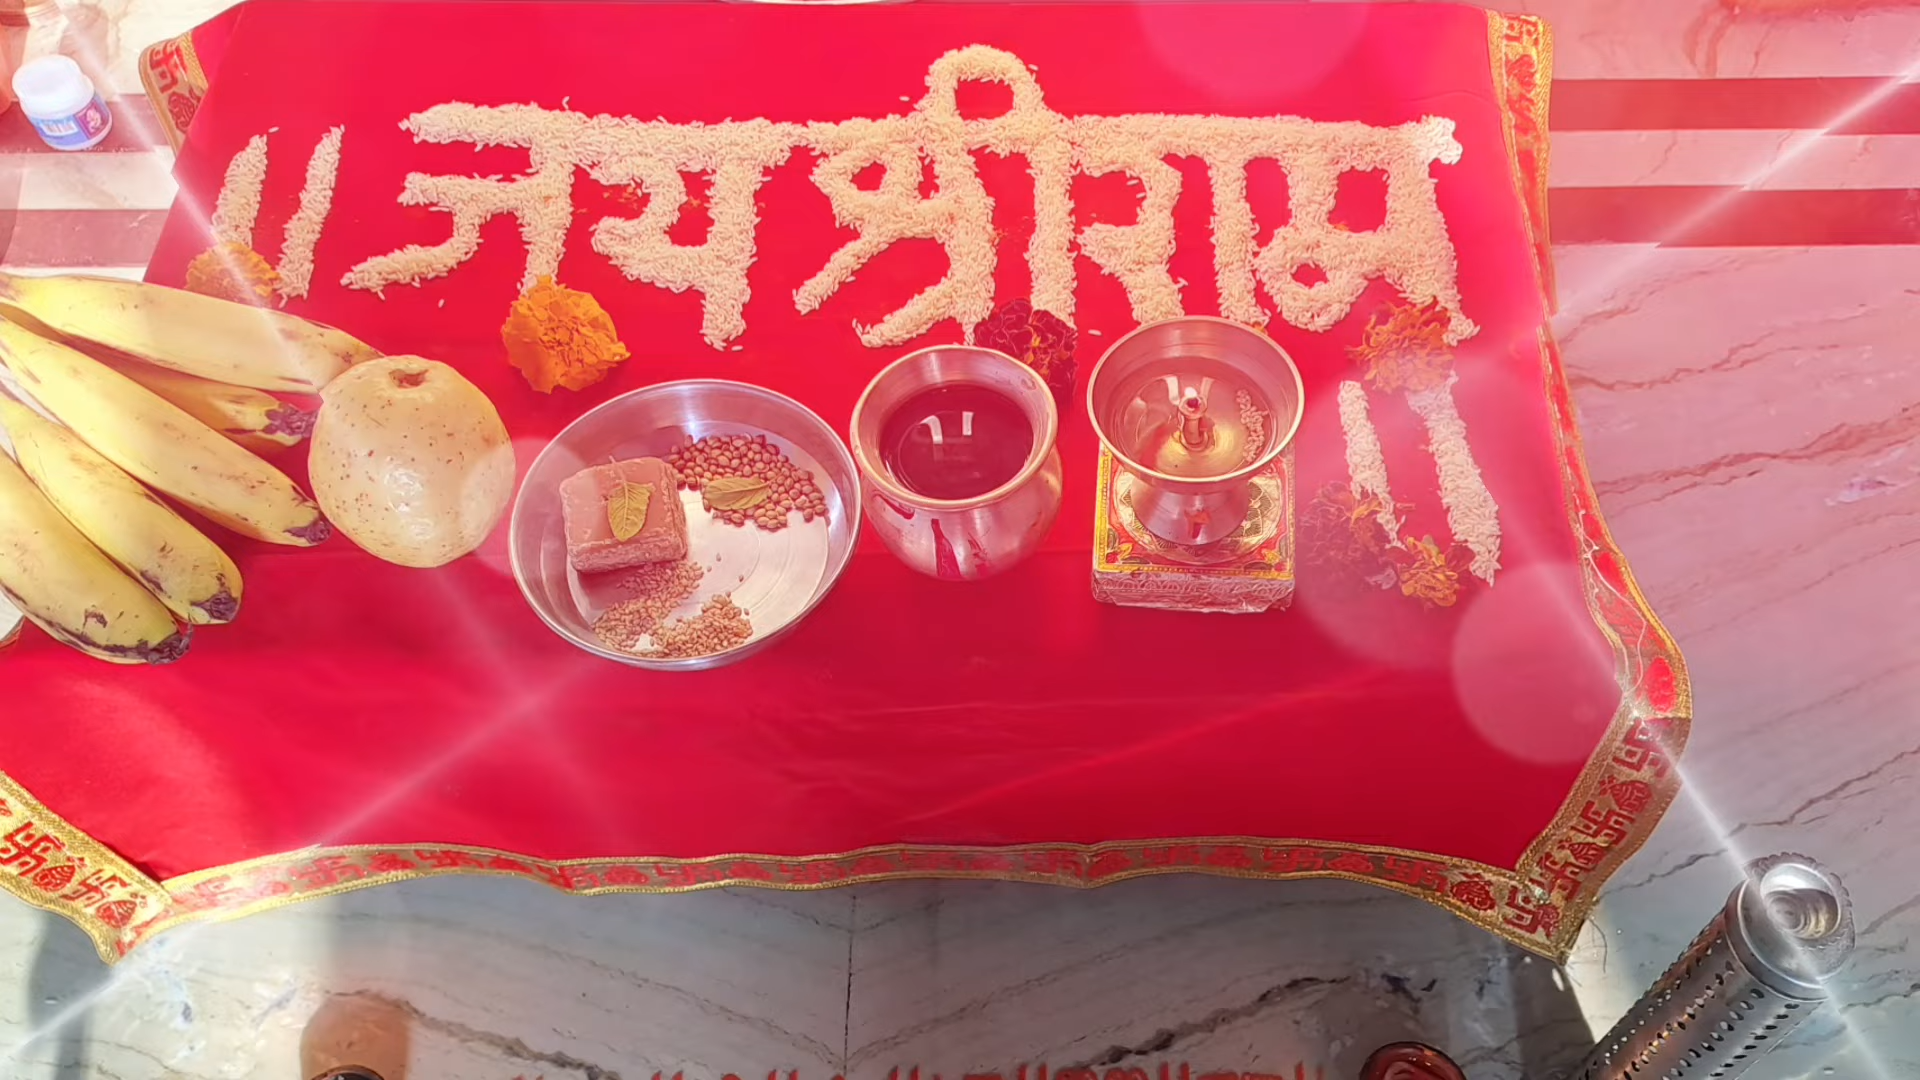 ॥ जय श्री राम ॥